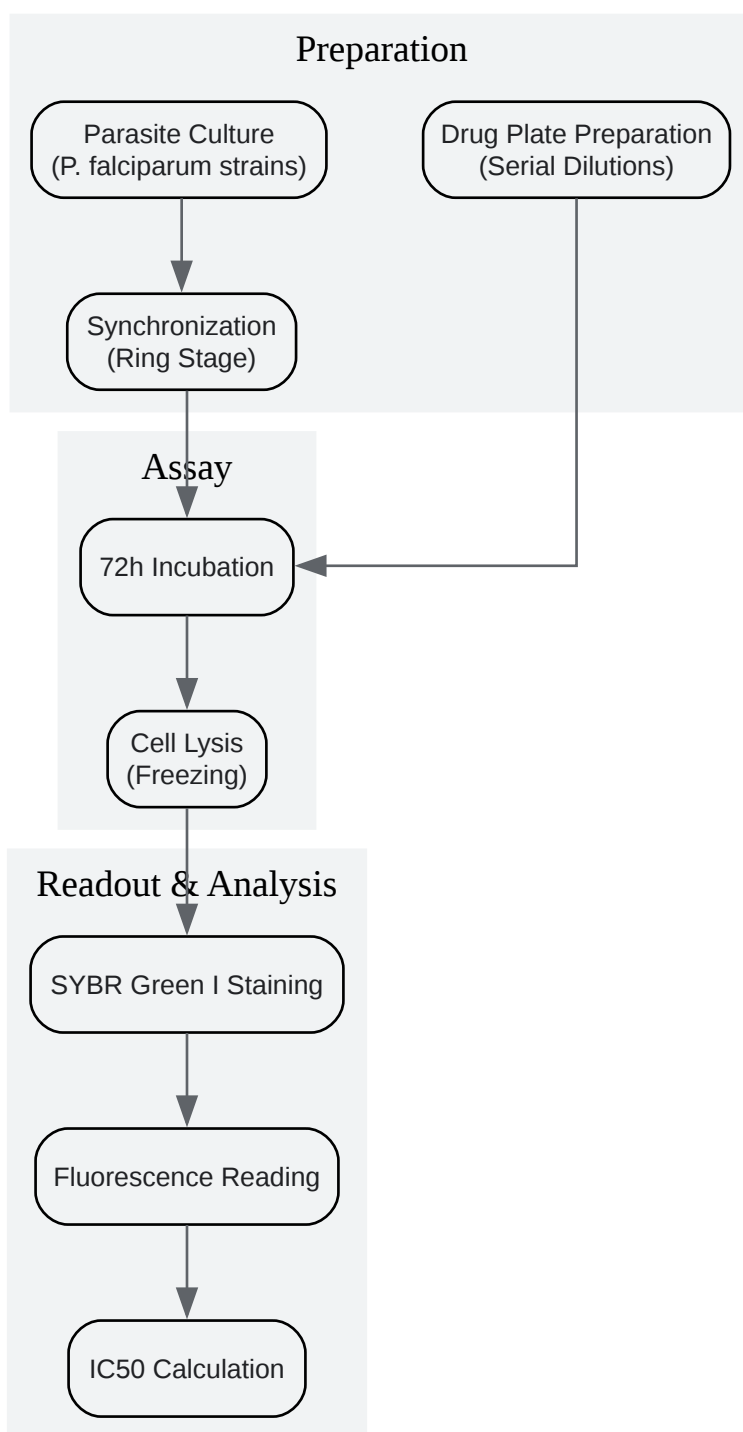 Preparation
Parasite Culture
(P. falciparum strains)
Drug Plate Preparation
(Serial Dilutions)
Synchronization
(Ring Stage)
Assay
72h Incubation
Cell Lysis
(Freezing)
Readout & Analysis
SYBR Green I Staining
Fluorescence Reading
IC50 Calculation